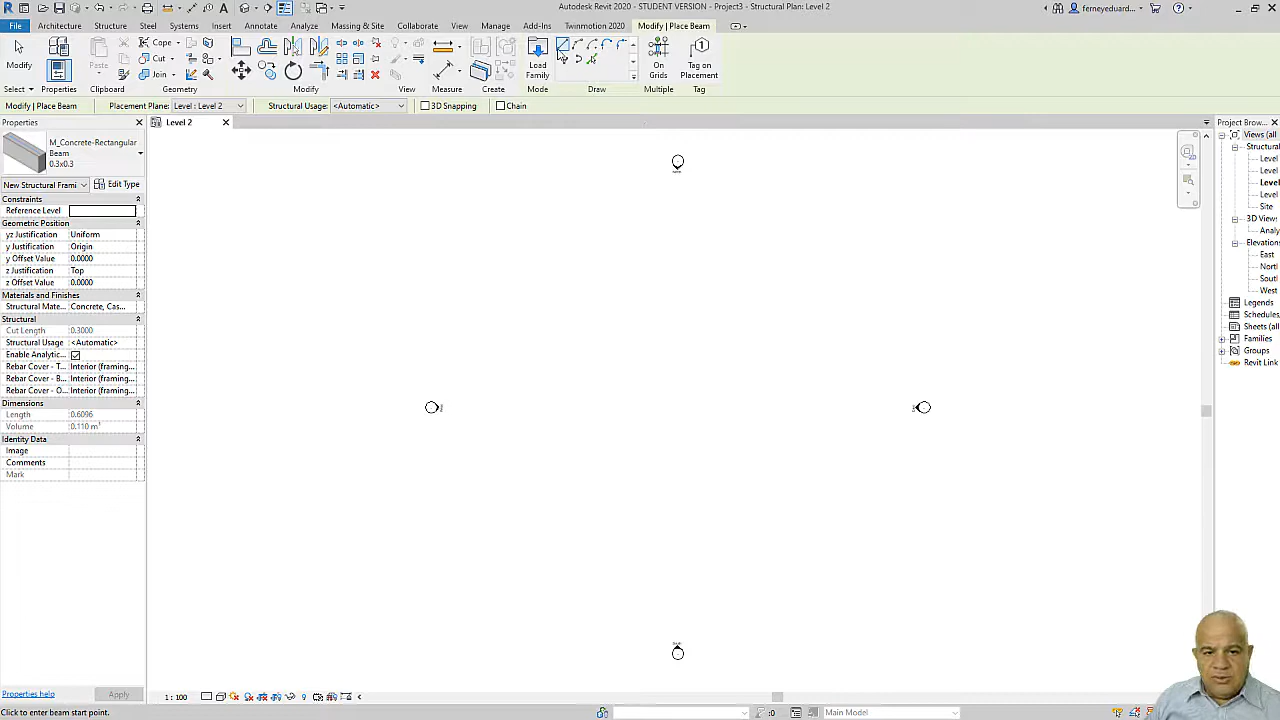 Autodesk Revit 2020 - STUDENT VERSION - Project3 - Structural Plan: Level 2
ferneyeduard...
File Architecture Structure Steel Systems Insert Annotate Analyze Massing & Site Collaborate View Manage Add-Ins Twinmotion 2020 Modify | Place Beam
Modify
Paste
Cope
Cut
Join
Load Family
On Grids
Tag on Placement
Select Properties Clipboard Geometry Modify View Measure Create Mode Draw Multiple Tag
Modify | Place Beam Placement Plane: Level : Level 2 Structural Usage: <Automatic> 3D Snapping Chain
Properties
Level 2
Project Brow...
M_Concrete-Rectangular
Beam
0.3x0.3
New Structural Frami Edit Type
Constraints
Reference Level
Geometric Position
yz Justification Uniform
y Justification Origin
y Offset Value 0.0000
z Justification Top
z Offset Value 0.0000
Materials and Finishes
Structural Mate... Concrete, Cas...
Structural
Cut Length 0.3000
Structural Usage <Automatic>
Enable Analytic...
Rebar Cover - T... Interior (framing...
Rebar Cover - B... Interior (framing...
Rebar Cover - O... Interior (framing...
Dimensions
Length 0.6096
Volume 0.110 m³
Identity Data
Image
Comments
Mark
Properties help Apply
Views (all
Structural
Level
Level
Level
Level
Site
3D View
Analy
Elevations
East
Nort
Soutl
West
Legends
Schedules,
Sheets (all
Families
Groups
Revit Link
1 : 100
Click to enter beam start point.
:0
Main Model